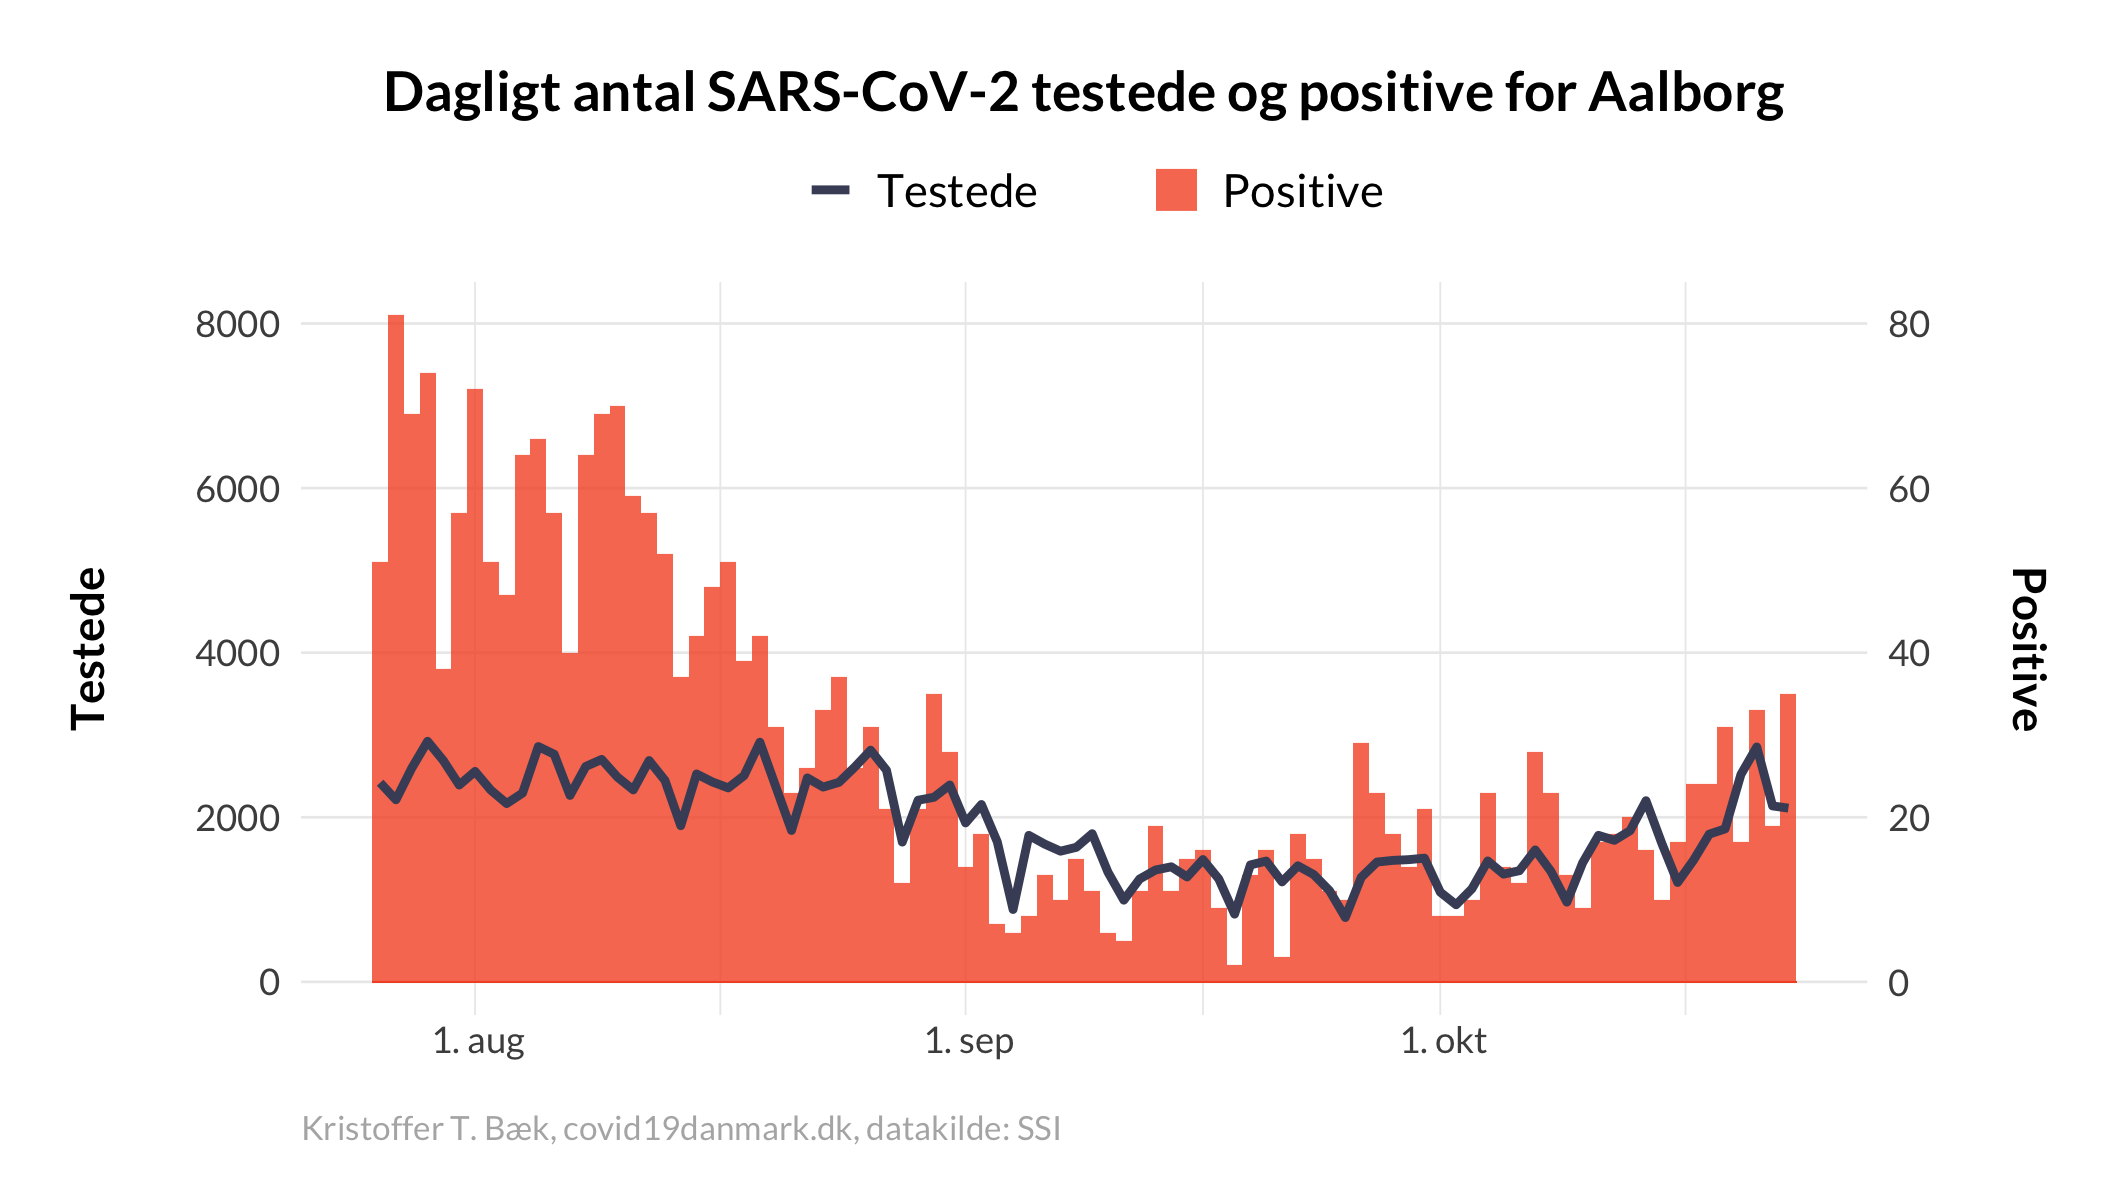 Dagligt antal SARS-CoV-2 testede og positive for Aalborg
Testede
Positive
8000
6000
4000
2000
0
Testede
80
60
40
20
0
Positive
1. aug
1. sep
1. okt
Kristoffer T. Bæk, covid19danmark.dk, datakilde: SSI